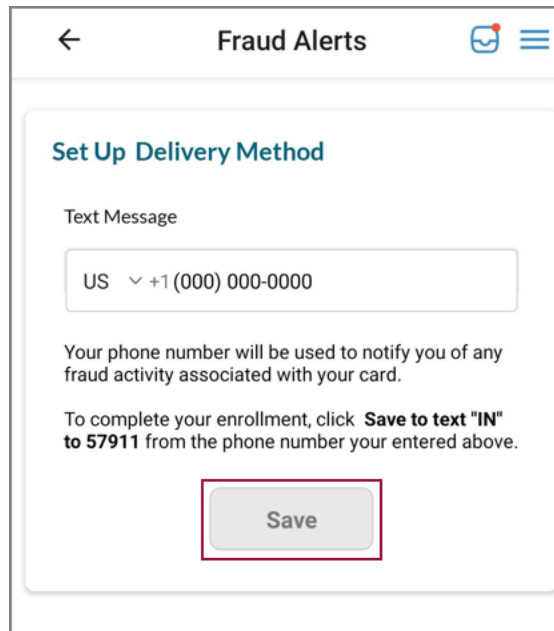 Fraud Alerts
Set Up Delivery Method
Text Message
US +1 (000) 000-0000
Your phone number will be used to notify you of any
fraud activity associated with your card.
To complete your enrollment, click Save to text "IN"
to 57911 from the phone number your entered above.
Save